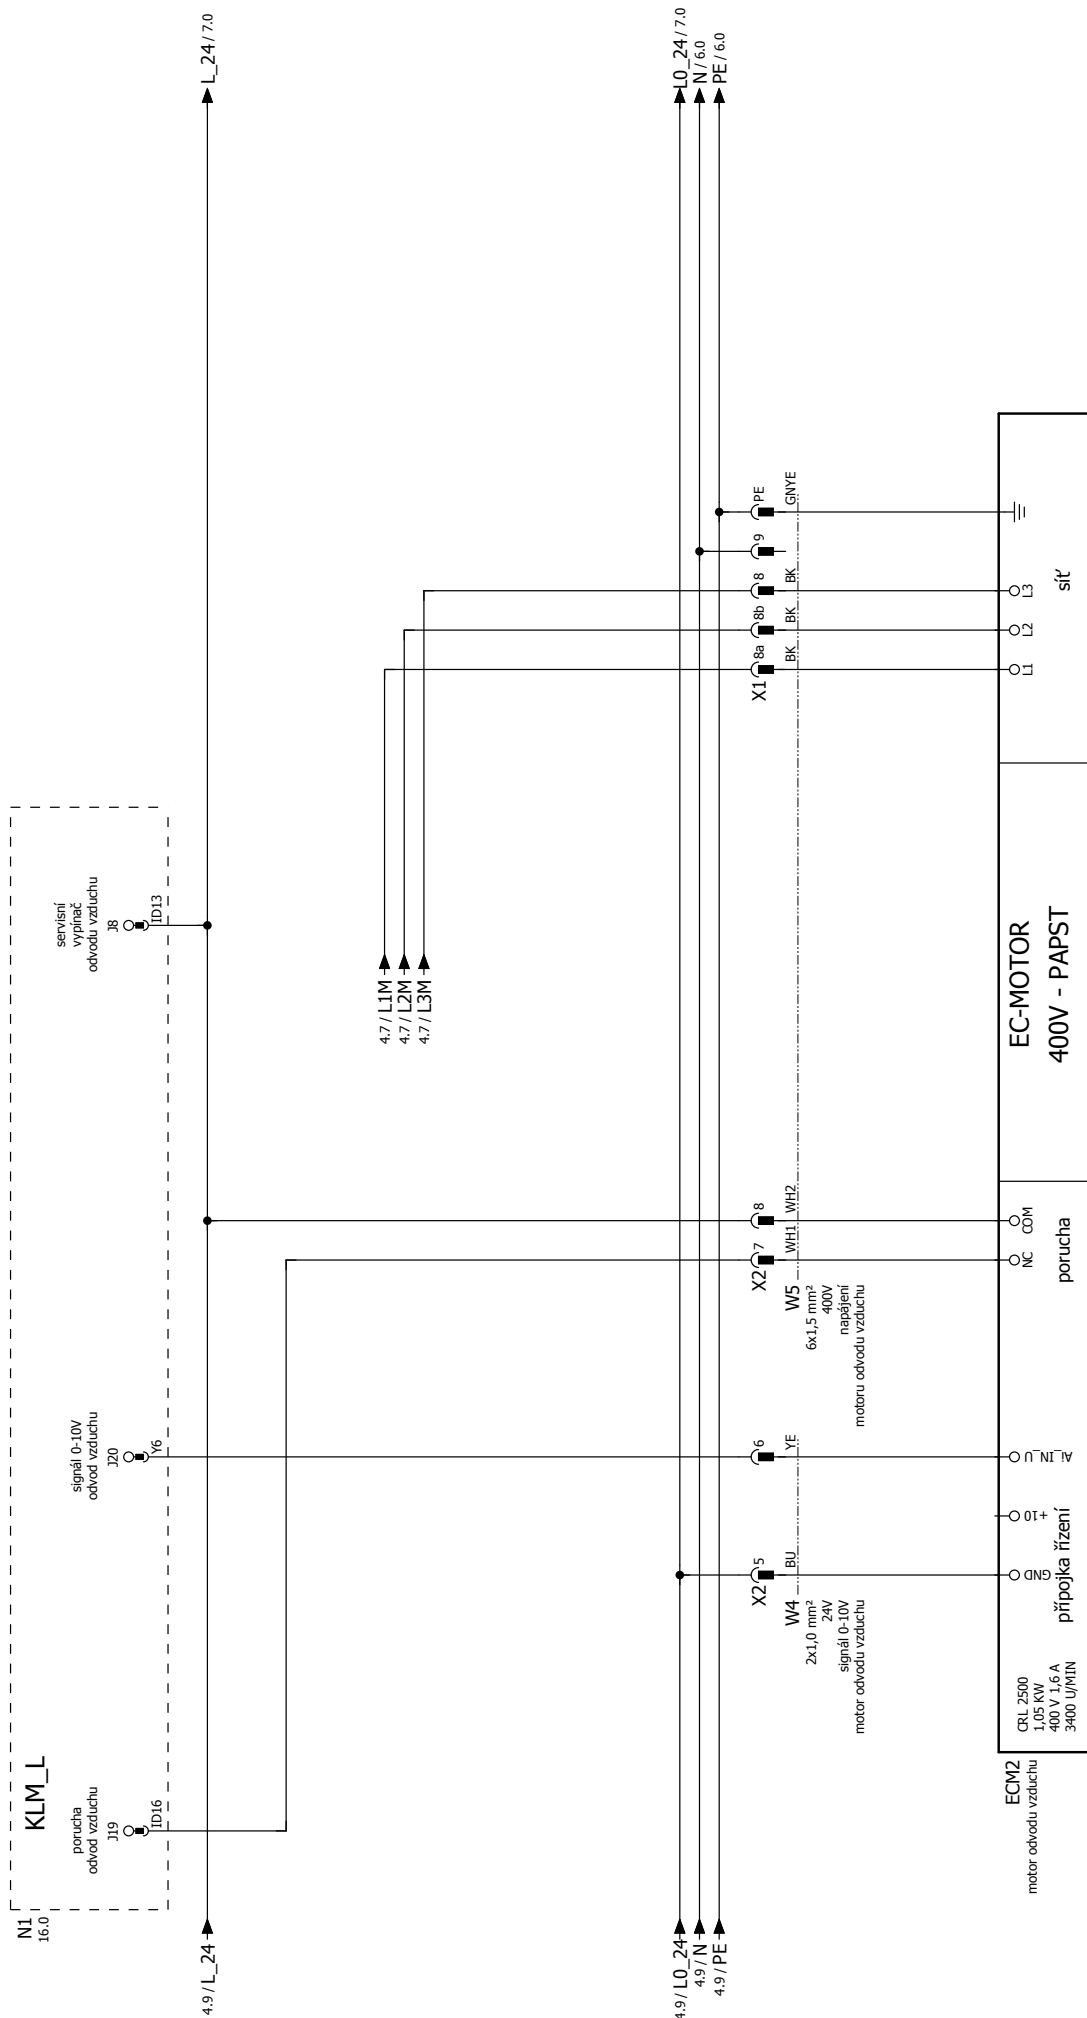 N1
16.0
KLM_L
porucha
odvod vzduchu
J19
ID16
signál 0-10V
odvod vzduchu
J20
Y6
servisní
vypínač
odvodu vzduchu
J8
ID13
4.9 / L_24
L_24 / 7.0
4.7 / L1M
4.7 / L2M
4.7 / L3M
4.9 / L0_24
4.9 / N
4.9 / PE
L0_24 / 7.0
N / 6.0
PE / 6.0
X2
5
BU
6
YE
W4
2x1,0 mm²
24V
signál 0-10V
motor odvodu vzduchu
X2
7
WH1
8
WH2
W5
6x1,5 mm²
400V
napájení
motoru odvodu vzduchu
X1
8a
BK
8b
BK
8
BK
9
PE
GNYE
ECM2
motor odvodu vzduchu
CRL 2500
1,05 KW
400 V 1,6 A
3400 U/MIN
GND
+10
Ai_IN_U
přípojka řízení
NC
COM
porucha
EC-MOTOR
400V - PAPST
L1
L2
L3
síť